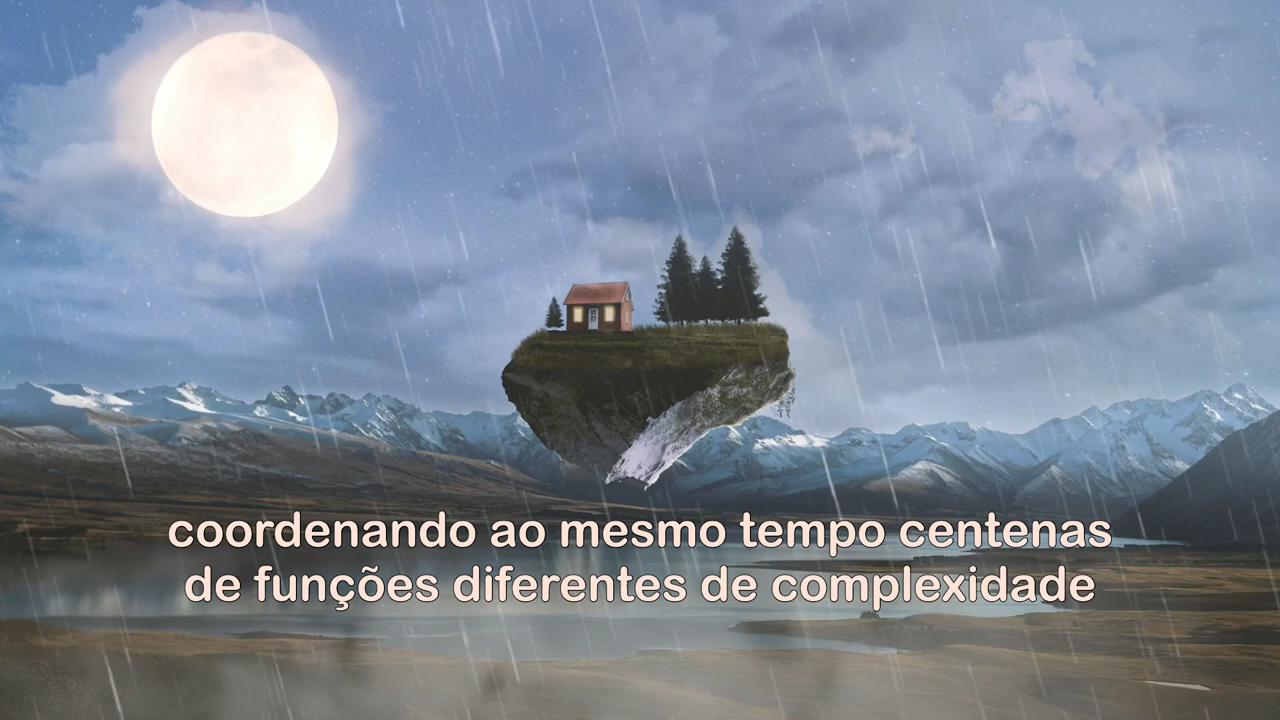 coordenando ao mesmo tempo centenas
de funções diferentes de complexidade